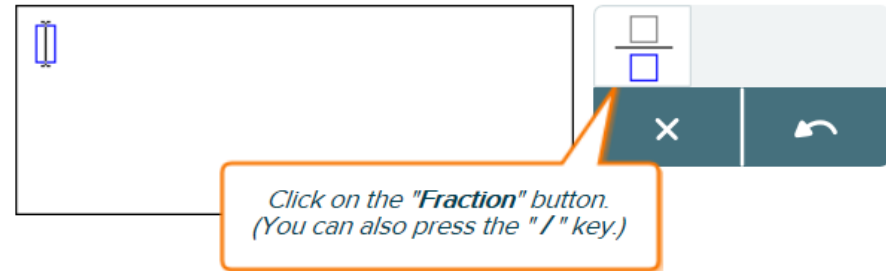 Click on the "Fraction" button.
(You can also press the " / " key.)